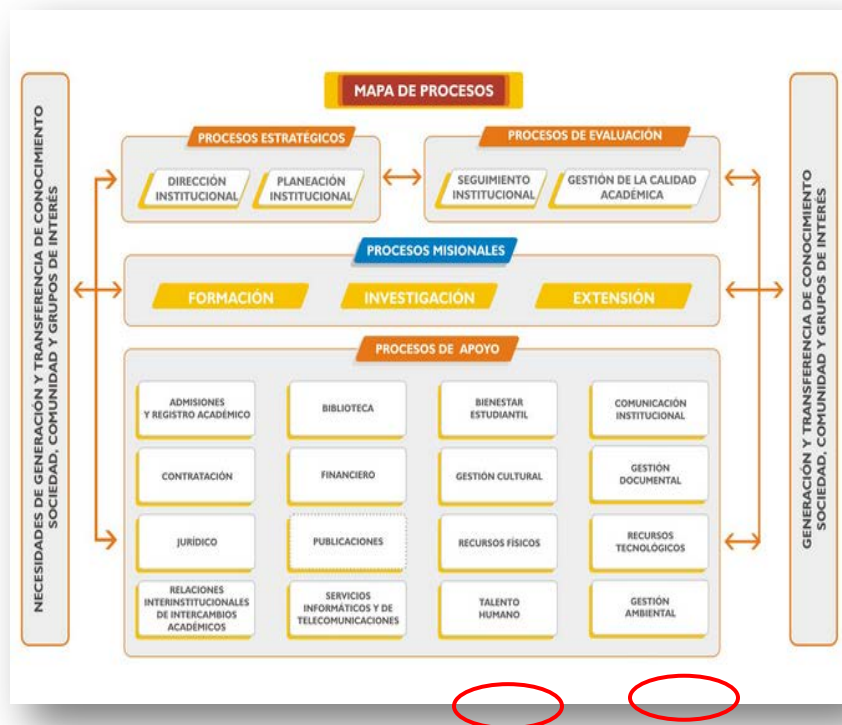 MAPA DE PROCESOS
NECESIDADES DE GENERACIÓN Y TRANSFERENCIA DE CONOCIMIENTO
SOCIEDAD, COMUNIDAD Y GRUPOS DE INTERÉS
PROCESOS ESTRATÉGICOS
DIRECCIÓN
INSTITUCIONAL
PLANEACIÓN
INSTITUCIONAL
PROCESOS DE EVALUACIÓN
SEGUIMIENTO
INSTITUCIONAL
GESTIÓN DE LA CALIDAD
ACADÉMICA
PROCESOS MISIONALES
FORMACIÓN
INVESTIGACIÓN
EXTENSIÓN
PROCESOS DE APOYO
ADMISIONES
Y REGISTRO ACADÉMICO
BIBLIOTECA
BIENESTAR
ESTUDIANTIL
COMUNICACIÓN
INSTITUCIONAL
CONTRATACIÓN
FINANCIERO
GESTIÓN CULTURAL
GESTIÓN
DOCUMENTAL
JURÍDICO
PUBLICACIONES
RECURSOS FÍSICOS
RECURSOS
TECNOLÓGICOS
RELACIONES
INTERINSTITUCIONALES
DE INTERCAMBIOS
ACADÉMICOS
SERVICIOS
INFORMÁTICOS Y DE
TELECOMUNICACIONES
TALENTO
HUMANO
GESTIÓN
AMBIENTAL
GENERACIÓN Y TRANSFERENCIA DE CONOCIMIENTO
SOCIEDAD, COMUNIDAD Y GRUPOS DE INTERÉS